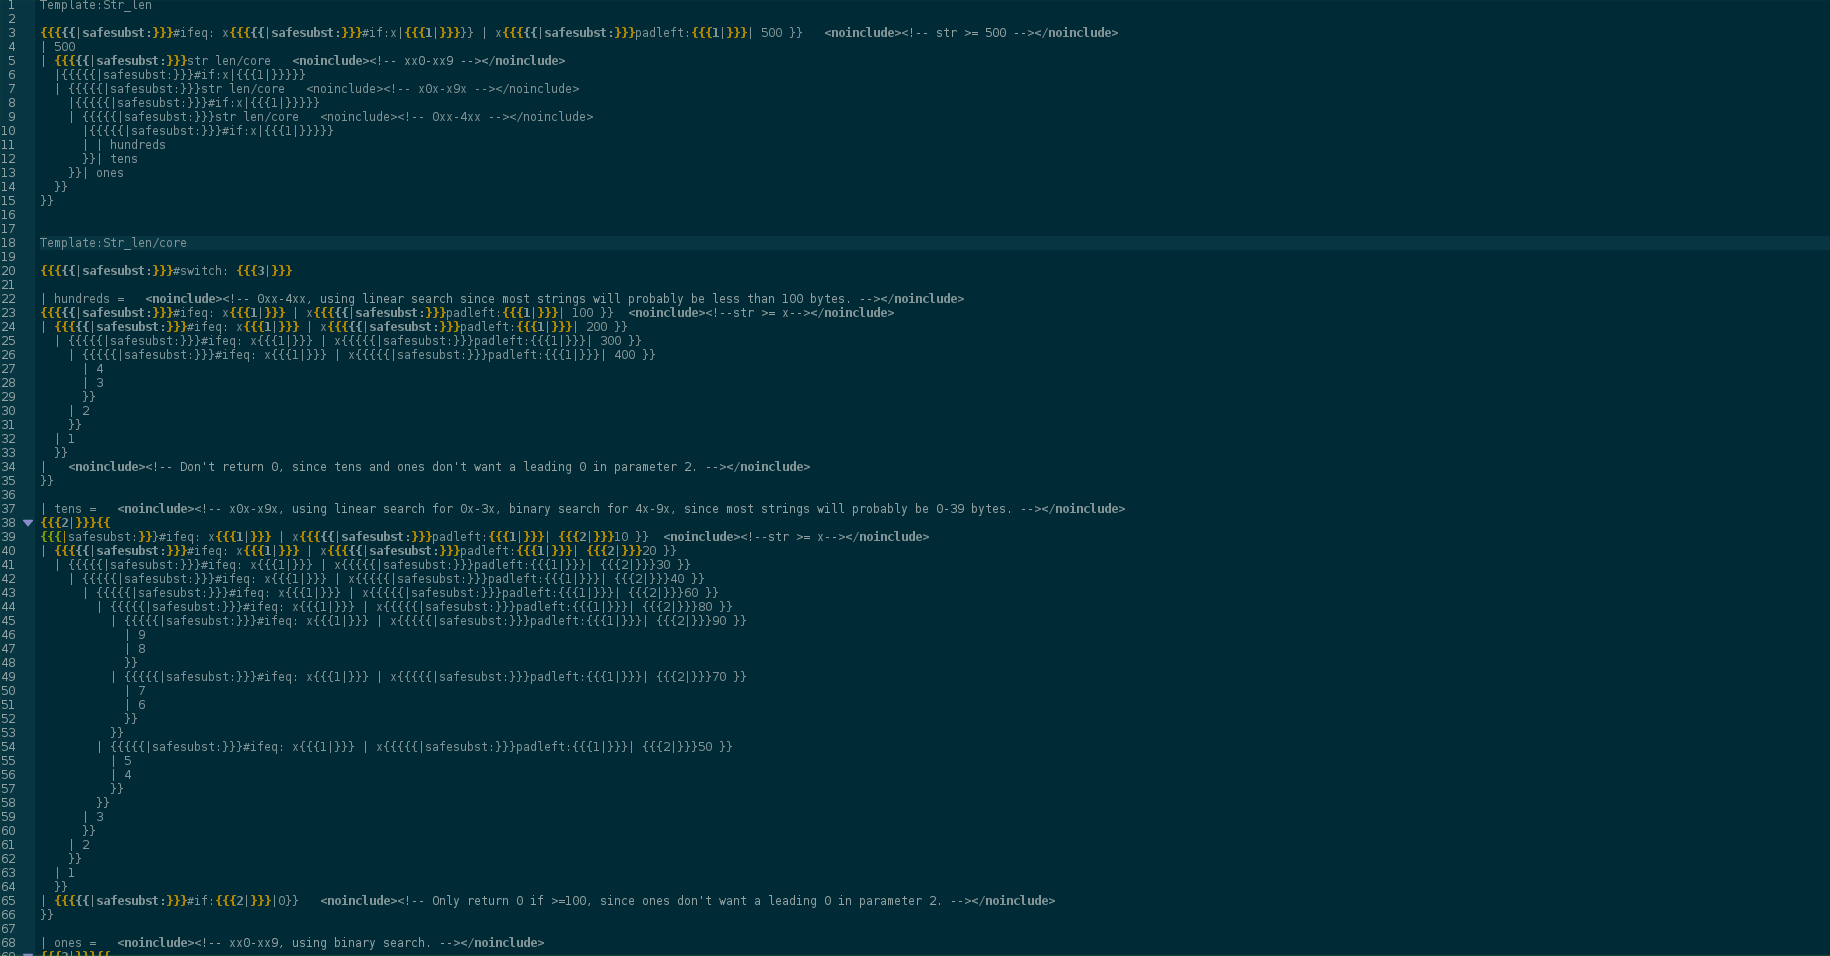 1 Template:Str_len
2
3 {{{{{|safesubst:}}}#ifeq: x{{{{{|safesubst:}}}#if:x|{{{1|}}}}} | x{{{{{|safesubst:}}}padleft:{{{1|}}}| 500 }}   <noinclude><!-- str >= 500 --></noinclude>
4 | 500
5 | {{{{{|safesubst:}}}str len/core   <noinclude><!-- xx0-xx9 --></noinclude>
6   |{{{{{|safesubst:}}}#if:x|{{{1|}}}}}
7   | {{{{{|safesubst:}}}str len/core   <noinclude><!-- x0x-x9x --></noinclude>
8     |{{{{{|safesubst:}}}#if:x|{{{1|}}}}}
9     | {{{{{|safesubst:}}}str len/core   <noinclude><!-- 0xx-4xx --></noinclude>
10       |{{{{{|safesubst:}}}#if:x|{{{1|}}}}}
11       | | hundreds
12       }}| tens
13     }}| ones
14   }}
15 }}
16
17
18 Template:Str_len/core
19
20 {{{{{|safesubst:}}}#switch: {{{3|}}}
21
22 | hundreds =   <noinclude><!-- 0xx-4xx, using linear search since most strings will probably be less than 100 bytes. --></noinclude>
23 {{{{{|safesubst:}}}#ifeq: x{{{1|}}} | x{{{{{|safesubst:}}}padleft:{{{1|}}}| 100 }}  <noinclude><!--str >= x--></noinclude>
24 | {{{{{|safesubst:}}}#ifeq: x{{{1|}}} | x{{{{{|safesubst:}}}padleft:{{{1|}}}| 200 }}
25   | {{{{{|safesubst:}}}#ifeq: x{{{1|}}} | x{{{{{|safesubst:}}}padleft:{{{1|}}}| 300 }}
26     | {{{{{|safesubst:}}}#ifeq: x{{{1|}}} | x{{{{{|safesubst:}}}padleft:{{{1|}}}| 400 }}
27       | 4
28       | 3
29       }}
30     | 2
31     }}
32   | 1
33   }}
34 |   <noinclude><!-- Don't return 0, since tens and ones don't want a leading 0 in parameter 2. --></noinclude>
35 }}
36
37 | tens =   <noinclude><!-- x0x-x9x, using linear search for 0x-3x, binary search for 4x-9x, since most strings will probably be 0-39 bytes. --></noinclude>
38 {{{2|}}}{{
39 {{{|safesubst:}}}#ifeq: x{{{1|}}} | x{{{{{|safesubst:}}}padleft:{{{1|}}}| {{{2|}}}10 }}  <noinclude><!--str >= x--></noinclude>
40 | {{{{{|safesubst:}}}#ifeq: x{{{1|}}} | x{{{{{|safesubst:}}}padleft:{{{1|}}}| {{{2|}}}20 }}
41   | {{{{{|safesubst:}}}#ifeq: x{{{1|}}} | x{{{{{|safesubst:}}}padleft:{{{1|}}}| {{{2|}}}30 }}
42     | {{{{{|safesubst:}}}#ifeq: x{{{1|}}} | x{{{{{|safesubst:}}}padleft:{{{1|}}}| {{{2|}}}40 }}
43       | {{{{{|safesubst:}}}#ifeq: x{{{1|}}} | x{{{{{|safesubst:}}}padleft:{{{1|}}}| {{{2|}}}60 }}
44         | {{{{{|safesubst:}}}#ifeq: x{{{1|}}} | x{{{{{|safesubst:}}}padleft:{{{1|}}}| {{{2|}}}80 }}
45           | {{{{{|safesubst:}}}#ifeq: x{{{1|}}} | x{{{{{|safesubst:}}}padleft:{{{1|}}}| {{{2|}}}90 }}
46             | 9
47             | 8
48             }}
49           | {{{{{|safesubst:}}}#ifeq: x{{{1|}}} | x{{{{{|safesubst:}}}padleft:{{{1|}}}| {{{2|}}}70 }}
50             | 7
51             | 6
52             }}
53           }}
54         | {{{{{|safesubst:}}}#ifeq: x{{{1|}}} | x{{{{{|safesubst:}}}padleft:{{{1|}}}| {{{2|}}}50 }}
55           | 5
56           | 4
57           }}
58         }}
59       | 3
60       }}
61     | 2
62     }}
63   | 1
64   }}
65 | {{{{{|safesubst:}}}#if:{{{2|}}}|0}}   <noinclude><!-- Only return 0 if >=100, since ones don't want a leading 0 in parameter 2. --></noinclude>
66 }}
67
68 | ones =   <noinclude><!-- xx0-xx9, using binary search. --></noinclude>
69 {{{2|}}}{{